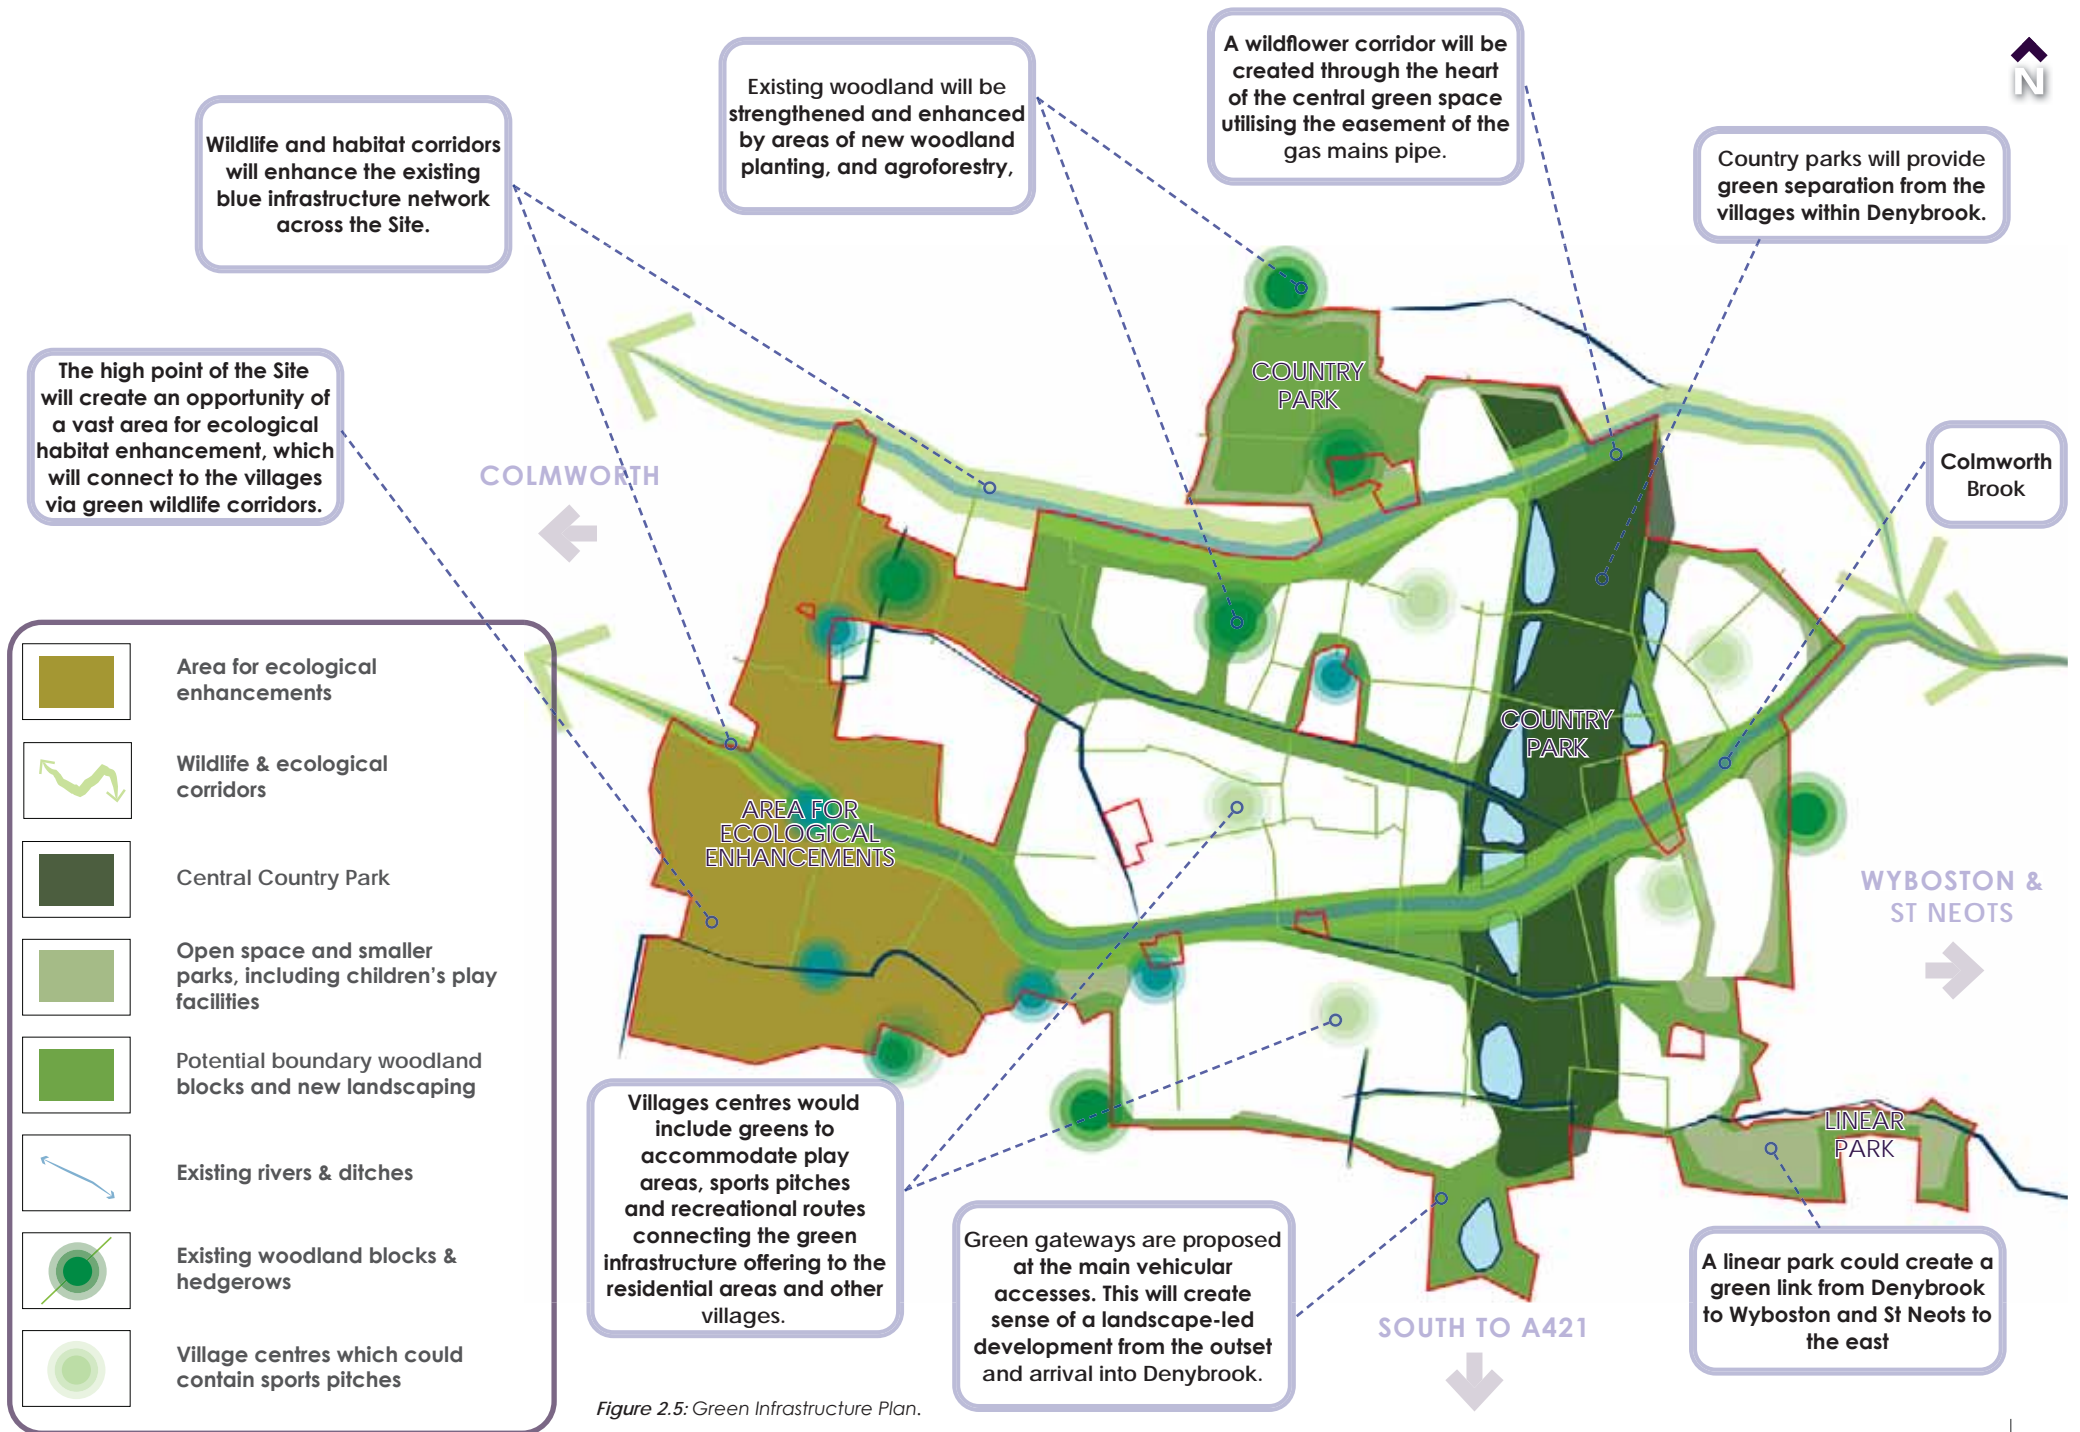 A wildflower corridor will be
created through the heart
of the central green space
utilising the easement of the
gas mains pipe.
N
Existing woodland will be
strengthened and enhanced
by areas of new woodland
planting, and agroforestry,
Wildlife and habitat corridors
will enhance the existing
blue infrastructure network
across the Site.
Country parks will provide
green separation from the
villages within Denybrook.
The high point of the Site
will create an opportunity of
a vast area for ecological
habitat enhancement, which
will connect to the villages
via green wildlife corridors.
COUNTRY
PARK
COLMWORTH
Colmworth
Brook
COUNTRY
PARK
AREA FOR
ECOLOGICAL
ENHANCEMENTS
WYBOSTON &
ST NEOTS
LINEAR
PARK
Area for ecological
enhancements
Wildlife & ecological
corridors
Central Country Park
Open space and smaller
parks, including children's play
facilities
Potential boundary woodland
blocks and new landscaping
Existing rivers & ditches
Existing woodland blocks &
hedgerows
Village centres which could
contain sports pitches
Villages centres would
include greens to
accommodate play
areas, sports pitches
and recreational routes
connecting the green
infrastructure offering to the
residential areas and other
villages.
Green gateways are proposed
at the main vehicular
accesses. This will create
sense of a landscape-led
development from the outset
and arrival into Denybrook.
SOUTH TO A421
A linear park could create a
green link from Denybrook
to Wyboston and St Neots to
the east
Figure 2.5: Green Infrastructure Plan.